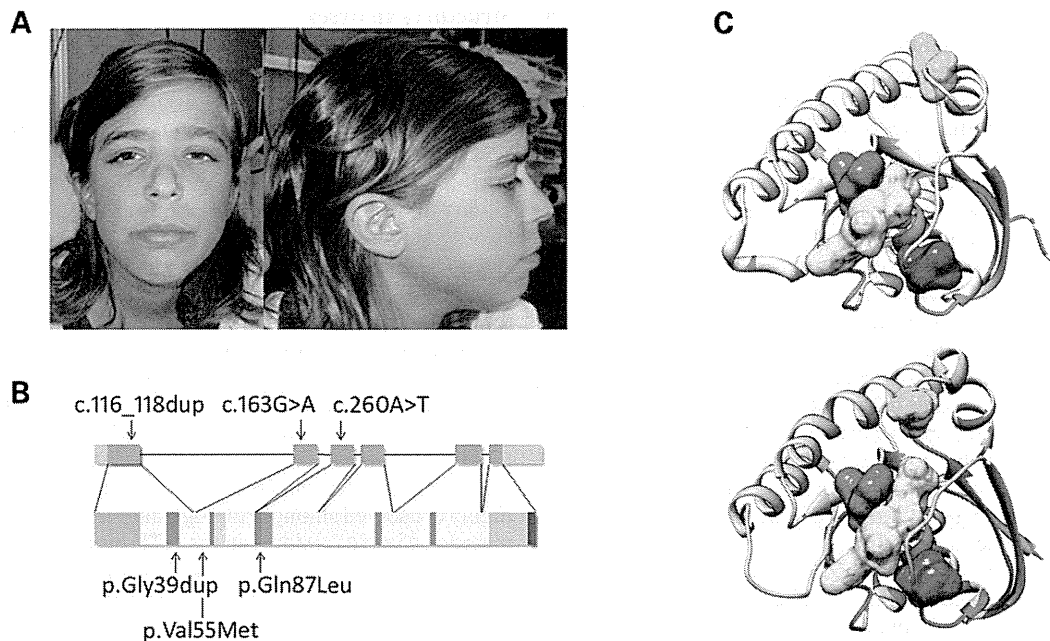 A
C
B
c.116_118dup c.163G>A c.260A>T
p.Gly39dup p.Gln87Leu
p.Val55Met